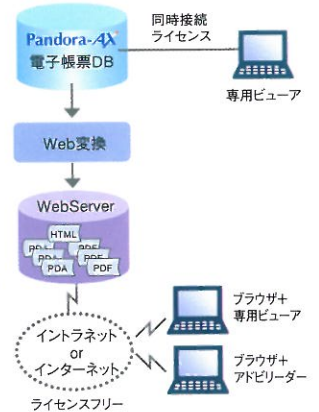 同時接続
ライセンス
Pandora-AX
電子帳票DB
専用ビューア
Web変換
WebServer
HTML
PDA
PDF
PDA
PDF
PDA
PDF
ブラウザ+
専用ビューア
イントラネット
or
インターネット
ブラウザ+
アドビリーダー
ライセンスフリー